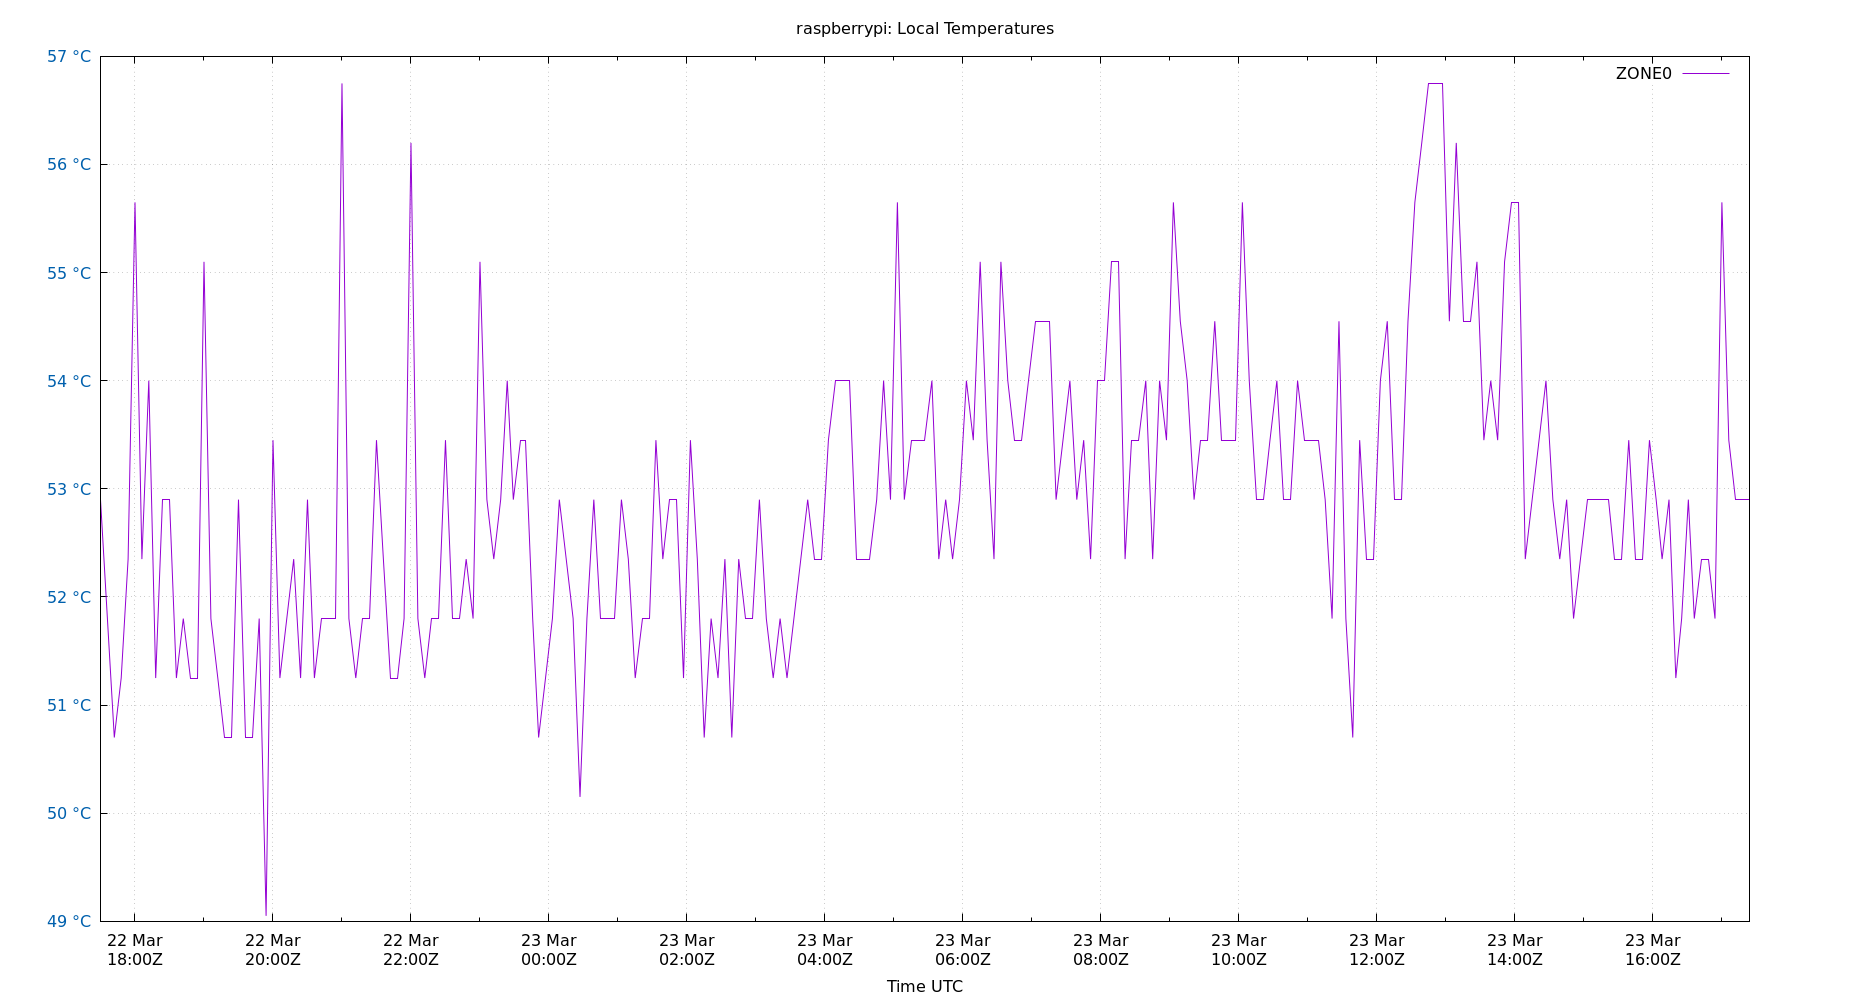 raspberrypi: Local Temperatures
57 °C
ZONE0
56 °C
55 °C
54 °C
53 °C
52 °C
51 °C
50 °C
49 °C
22 Mar 22 Mar 22 Mar 23 Mar 23 Mar 23 Mar 23 Mar 23 Mar 23 Mar 23 Mar 23 Mar 23 Mar
18:00Z 20:00Z 22:00Z 00:00Z 02:00Z 04:00Z 06:00Z 08:00Z 10:00Z 12:00Z 14:00Z 16:00Z
Time UTC